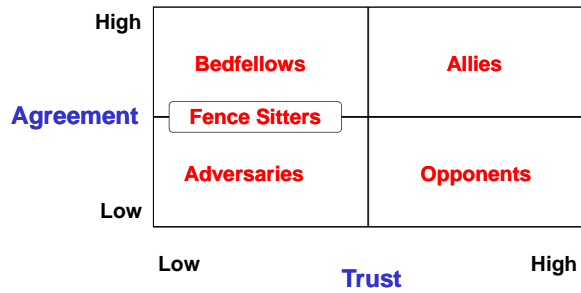 High
Bedfellows Allies
Agreement Fence Sitters
Adversaries Opponents
Low
Low High
Trust